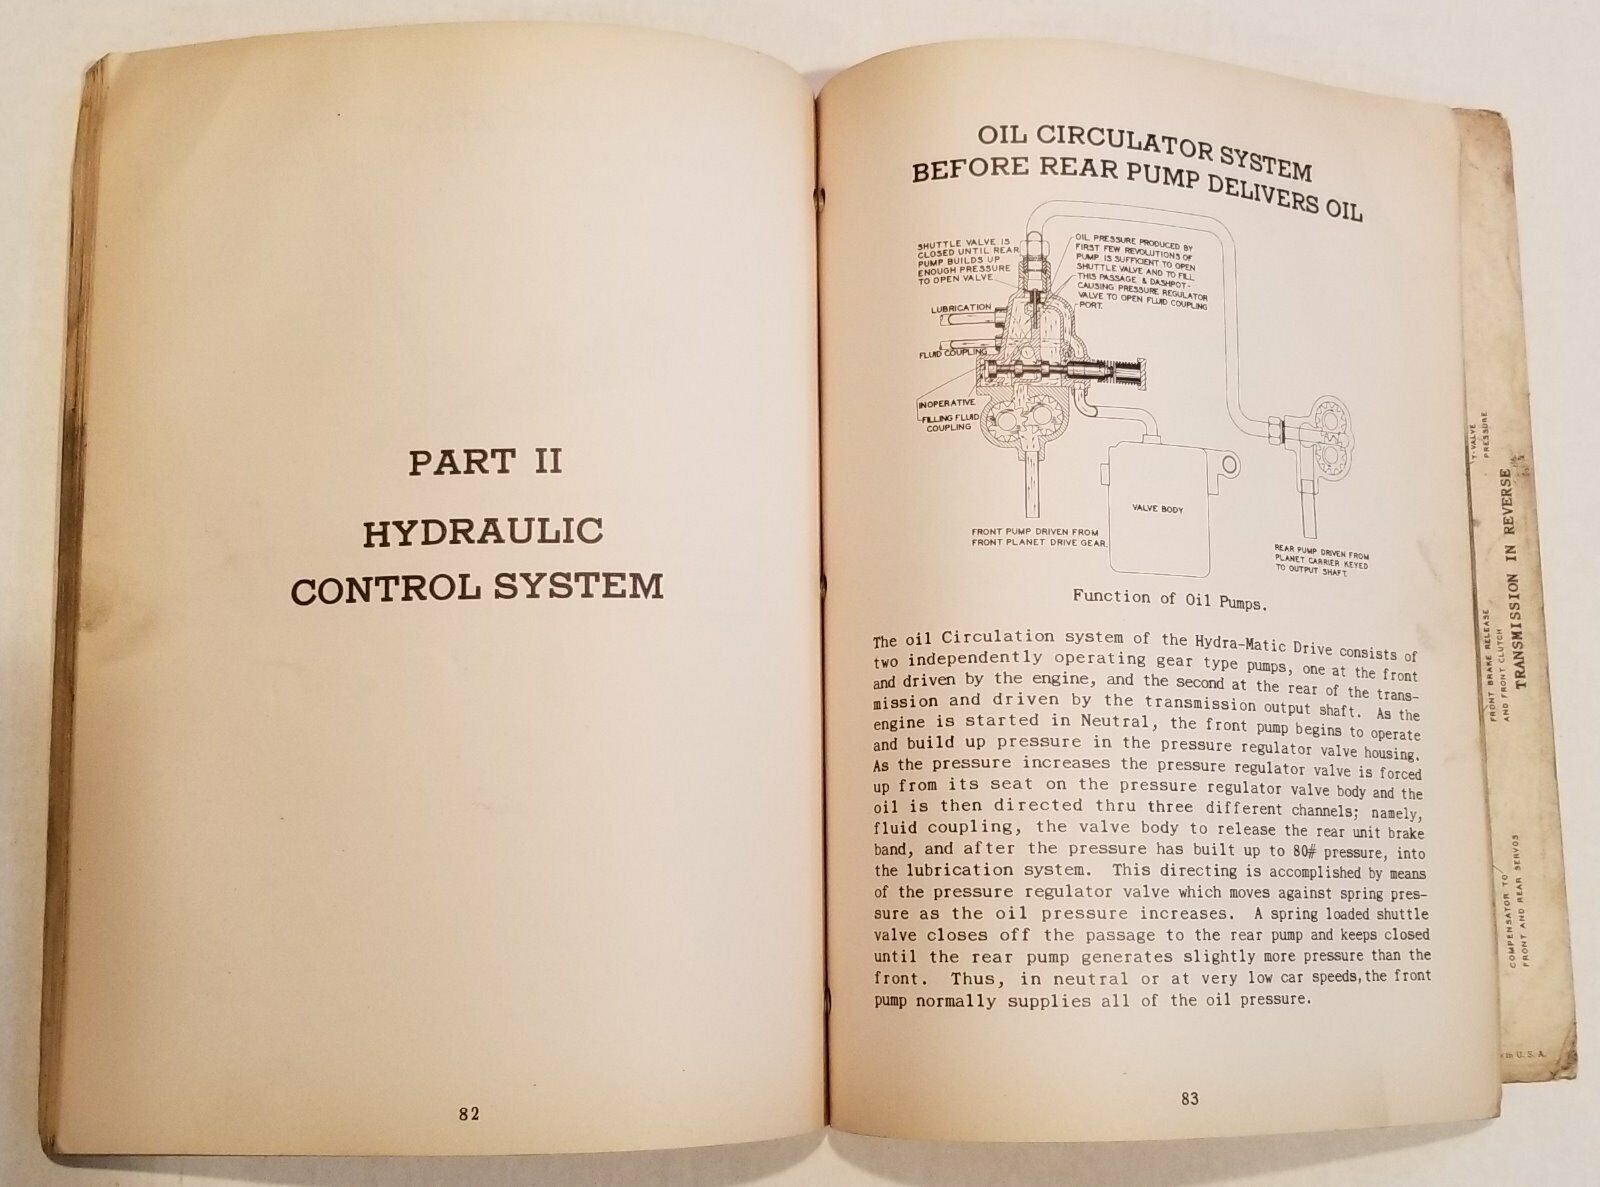 PART II
HYDRAULIC
CONTROL SYSTEM
82
OIL CIRCULATOR SYSTEM
BEFORE REAR PUMP DELIVERS OIL
SHUTTLE VALVE IS
CLOSED UNTIL REAR
PUMP BUILDS UP
ENOUGH PRESSURE
TO OPEN VALVE
OIL PRESSURE PRODUCED BY
FIRST FEW REVOLUTIONS OF
PUMP IS SUFFICIENT TO OPEN
SHUTTLE VALVE AND TO FILL
THIS PASSAGE & DASHPOT-
CAUSING PRESSURE REGULATOR
VALVE TO OPEN FLUID COUPLING
PORT.
LUBRICATION
FLUID COUPLING
INOPERATIVE
FILLING FLUID
COUPLING
VALVE BODY
FRONT PUMP DRIVEN FROM
FRONT PLANET DRIVE GEAR.
REAR PUMP DRIVEN FROM
PLANET CARRIER KEYED
TO OUTPUT SHAFT.
Function of Oil Pumps.
The oil Circulation system of the Hydra-Matic Drive consists of
two independently operating gear type pumps, one at the front
and driven by the engine, and the second at the rear of the trans-
mission and driven by the transmission output shaft. As the
engine is started in Neutral, the front pump begins to operate
and build up pressure in the pressure regulator valve housing.
As the pressure increases the pressure regulator valve is forced
up from its seat on the pressure regulator valve body and the
oil is then directed thru three different channels; namely,
fluid coupling, the valve body to release the rear unit brake
band, and after the pressure has built up to 80# pressure, into
the lubrication system. This directing is accomplished by means
of the pressure regulator valve which moves against spring pres-
sure as the oil pressure increases. A spring loaded shuttle
valve closes off the passage to the rear pump and keeps closed
until the rear pump generates slightly more pressure than the
front. Thus, in neutral or at very low car speeds, the front
pump normally supplies all of the oil pressure.
83
T-VALVE
PRESSURE
FRONT BRAKE RELEASE
AND FRONT CLUTCH
TRANSMISSION IN REVERSE
COMPENSATOR TO
FRONT AND REAR SERVOS
in U. S. A.